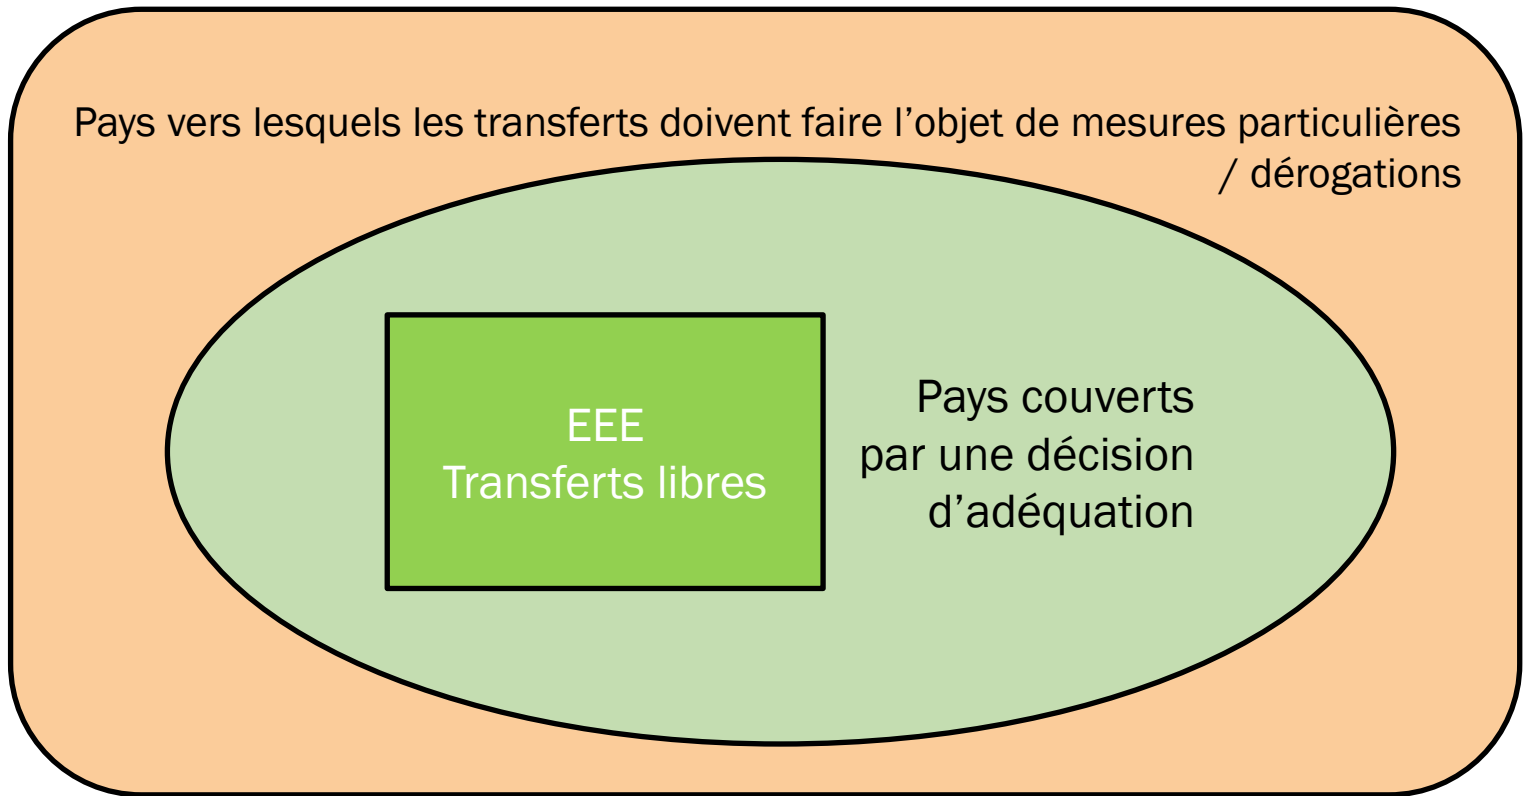 Pays vers lesquels les transferts doivent faire l’objet de mesures particulières
/ dérogations
EEE
Transferts libres
Pays couverts
par une décision
d’adéquation